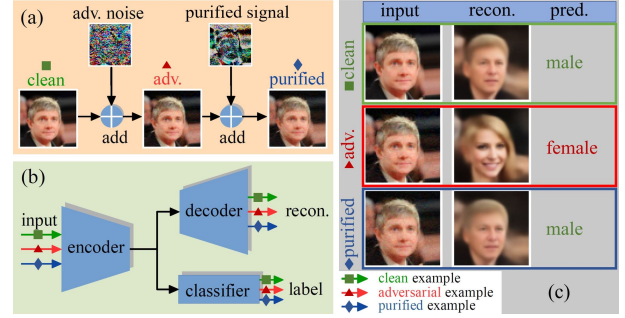 (a)
adv. noise
purified signal
clean
adv.
purified
add
add
(b)
input
encoder
decoder
recon.
classifier
label
input recon. pred.
clean
male
adv.
female
purified
male
clean example
adversarial example
purified example
(c)